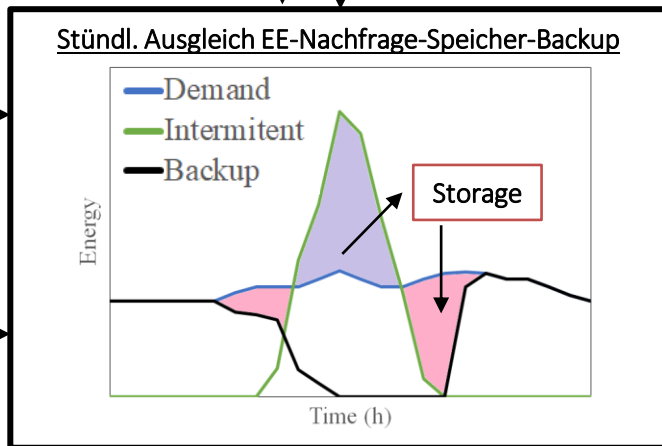 Stündl. Ausgleich EE-Nachfrage-Speicher-Backup
Demand
Intermitent
Backup
Storage
Energy
Time (h)